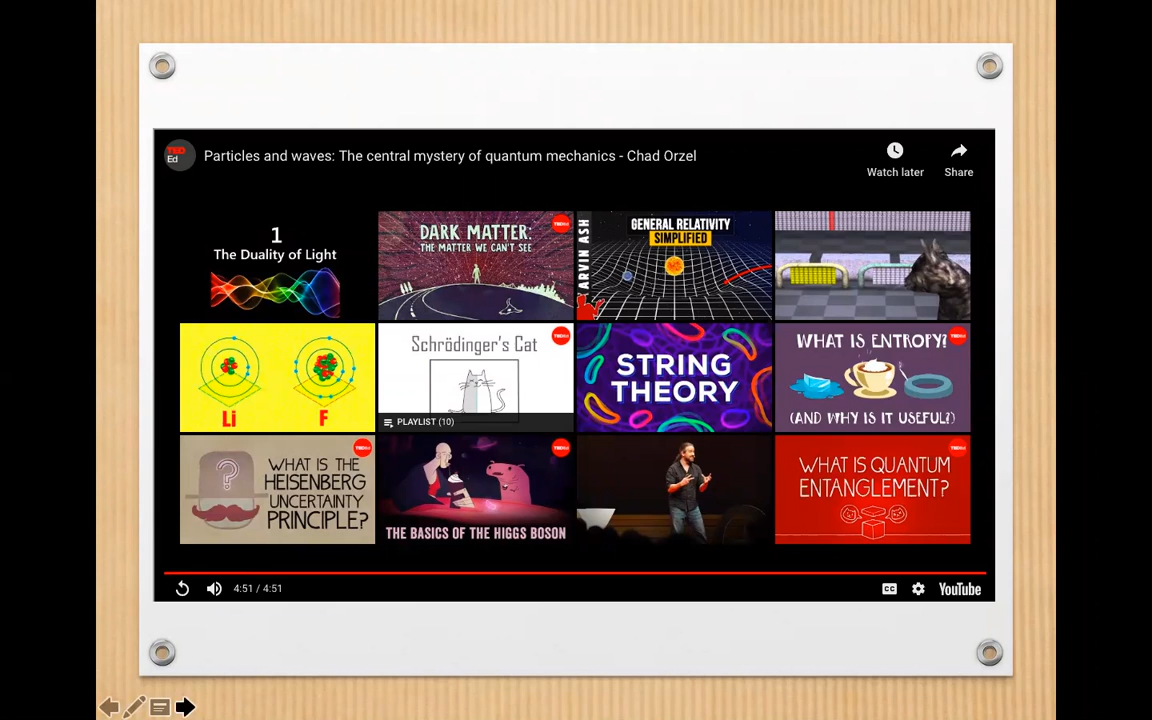 TED
Ed
Particles and waves: The central mystery of quantum mechanics - Chad Orzel
Watch later
Share
1
The Duality of Light
DARK MATTER:
THE MATTER WE CAN'T SEE
ARVIN ASH
GENERAL RELATIVITY
SIMPLIFIED
Li
F
Schrödinger's Cat
PLAYLIST (10)
STRING
THEORY
WHAT IS ENTROPY?
(AND WHY IS IT USEFUL?)
?
WHAT IS THE
HEISENBERG
UNCERTAINTY
PRINCIPLE?
THE BASICS OF THE HIGGS BOSON
WHAT IS QUANTUM
ENTANGLEMENT?
4:51 / 4:51
CC
YouTube